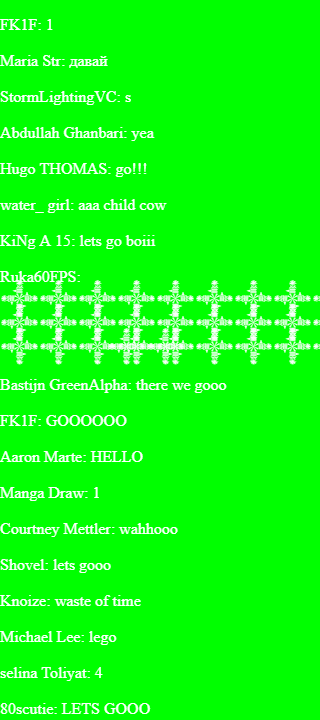 FK1F: 1
Maria Str: давай
StormLightingVC: s
Abdullah Ghanbari: yea
Hugo THOMAS: go!!!
water_ girl: aaa child cow
KiNg A 15: lets go boiii
Ruka60FPS:
Bastijn GreenAlpha: there we gooo
FK1F: GOOOOOO
Aaron Marte: HELLO
Manga Draw: 1
Courtney Mettler: wahhooo
Shovel: lets gooo
Knoize: waste of time
Michael Lee: lego
selina Toliyat: 4
80scutie: LETS GOOO